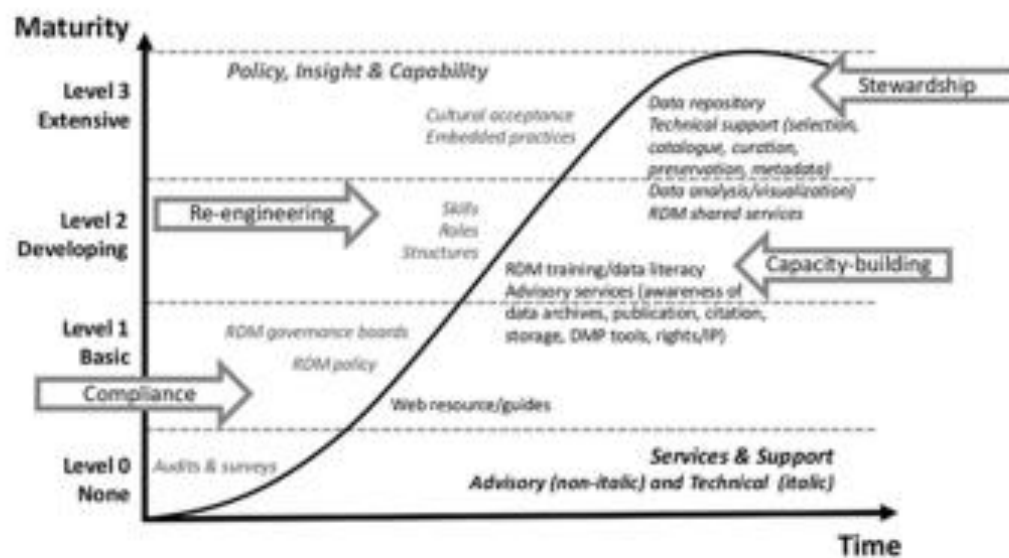 Maturity
Policy, Insight & Capability
Level 3
Extensive
Stewardship
Cultural acceptance
Embedded practices
Data repository
Technical support (selection,
catalogue, curation,
preservation, metadata)
Data analysis/visualization)
RDM shared services
Re-engineering
Level 2
Developing
Skills
Roles
Structures
Capacity-building
RDM training/data literacy
Advisory services (awareness of
data archives, publication, citation,
storage, DMP tools, rights/IP)
Level 1
Basic
RDM governance boards
RDM policy
Compliance
Web resource/guides
Level 0
None
Audits & surveys
Services & Support
Advisory (non-italic) and Technical (italic)
Time